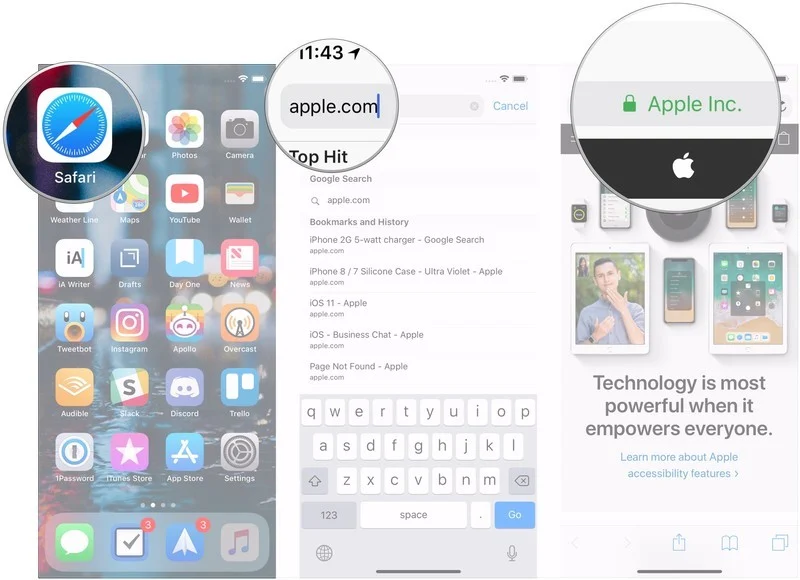 Safari
Photos
Camera
Weather Line
Maps
YouTube
Wallet
iA
iA Writer
Drafts
Day One
News
Tweetbot
Instagram
Apollo
Overcast
Audible
Slack
Discord
Trello
1Password
iTunes Store
App Store
Settings
3
3
11:43
apple.com
Cancel
Top Hit
Google Search
apple.com
Bookmarks and History
iPhone 2G 5-watt charger - Google Search
apple.com
iPhone 8 / 7 Silicone Case - Ultra Violet - Apple
apple.com
iOS 11 - Apple
apple.com
iOS - Business Chat - Apple
apple.com
Page Not Found - Apple
apple.com
q w e r t y u i o p
a s d f g h j k l
z x c v b n m
123 space . Go
Apple Inc.
Technology is most
powerful when it
empowers everyone.
Learn more about Apple
accessibility features >